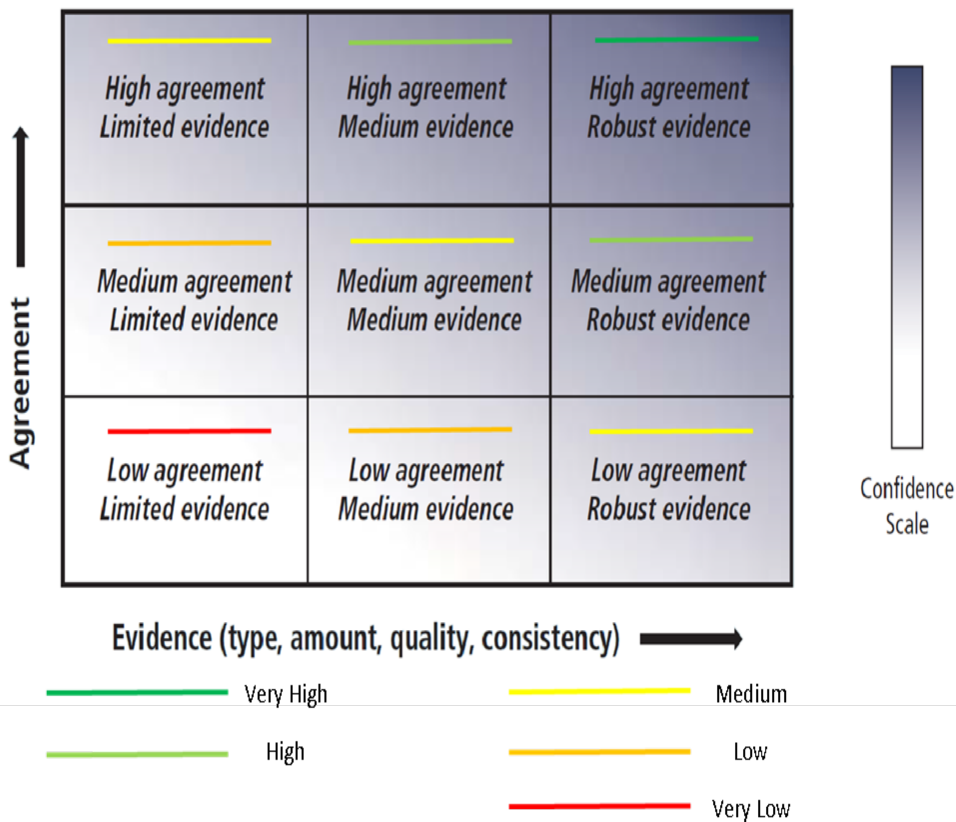 High agreement
Limited evidence
High agreement
Medium evidence
High agreement
Robust evidence
Agreement
Medium agreement
Limited evidence
Medium agreement
Medium evidence
Medium agreement
Robust evidence
Low agreement
Limited evidence
Low agreement
Medium evidence
Low agreement
Robust evidence
Confidence
Scale
Evidence (type, amount, quality, consistency)
Very High
Medium
High
Low
Very Low